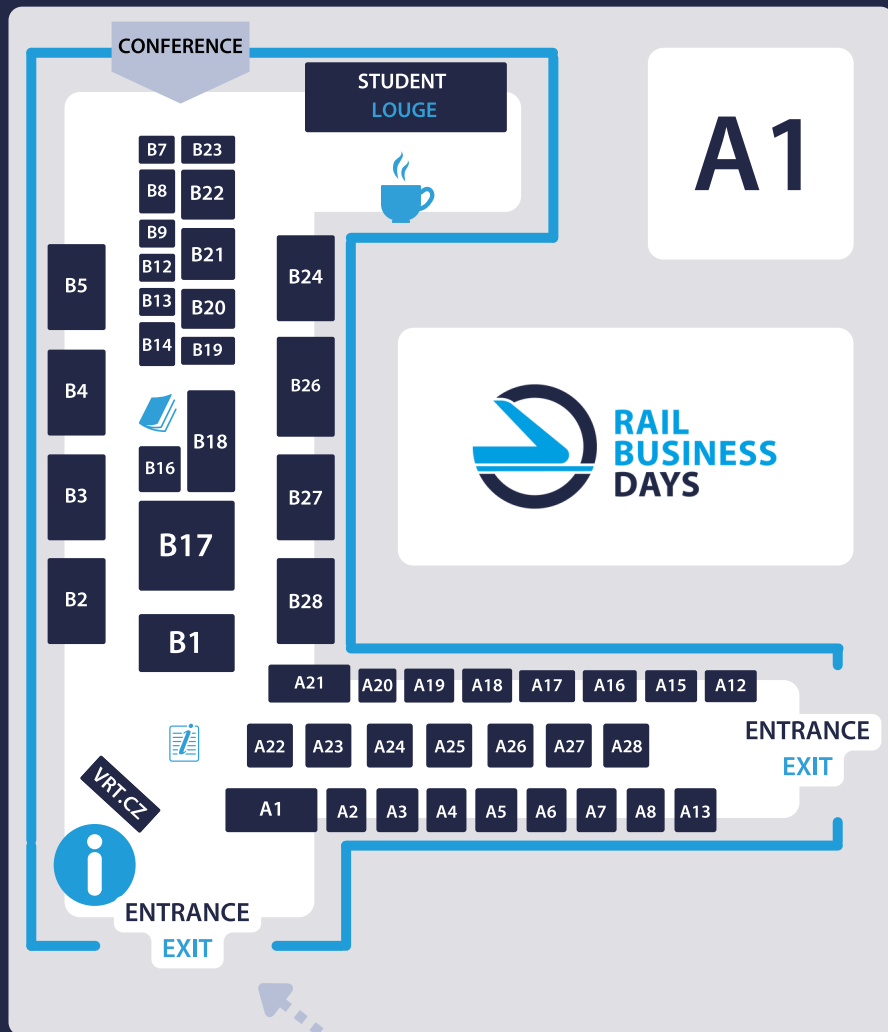 CONFERENCE
STUDENT
LOUGE
A1
B7 B23
B8 B22
B9
B21
B12
B13 B20
B14 B19
B5
B4
B3
B2
B24
B26
B27
B28
B18
B16
B17
B1
RAIL
BUSINESS
DAYS
A21 A20 A19 A18 A17 A16 A15 A12
A22 A23 A24 A25 A26 A27 A28
A1 A2 A3 A4 A5 A6 A7 A8 A13
ENTRANCE
EXIT
i
VRT.CZ
i
ENTRANCE
EXIT